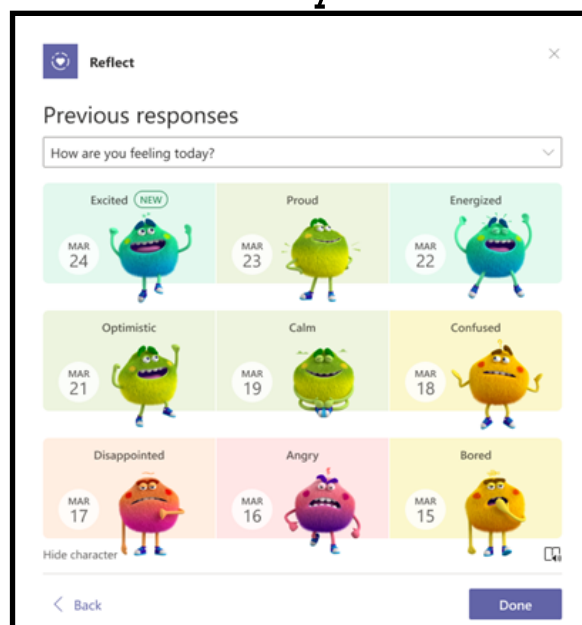 Reflect
Previous responses
How are you feeling today?
Excited NEW
MAR
24
Proud
MAR
23
Energized
MAR
22
Optimistic
MAR
21
Calm
MAR
19
Confused
MAR
18
Disappointed
MAR
17
Angry
MAR
16
Bored
MAR
15
Hide character
Back
Done